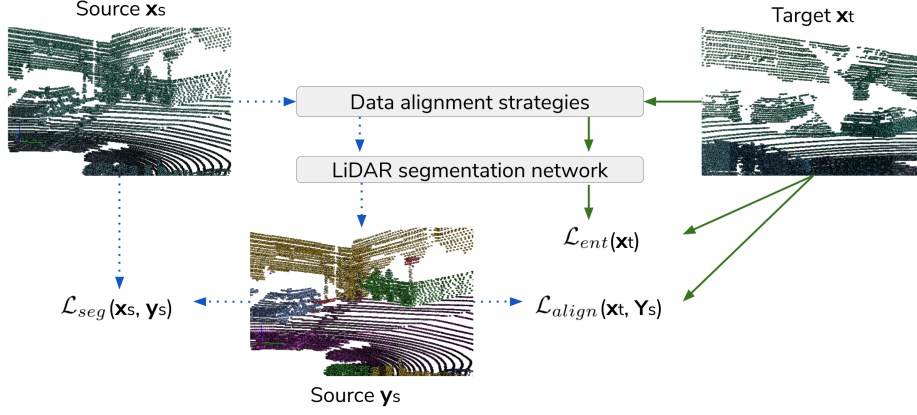 Source xs
Target xt
Data alignment strategies
LiDAR segmentation network
ℒent(xt)
ℒseg(xs, ys)
ℒalign(xt, Ys)
Source ys